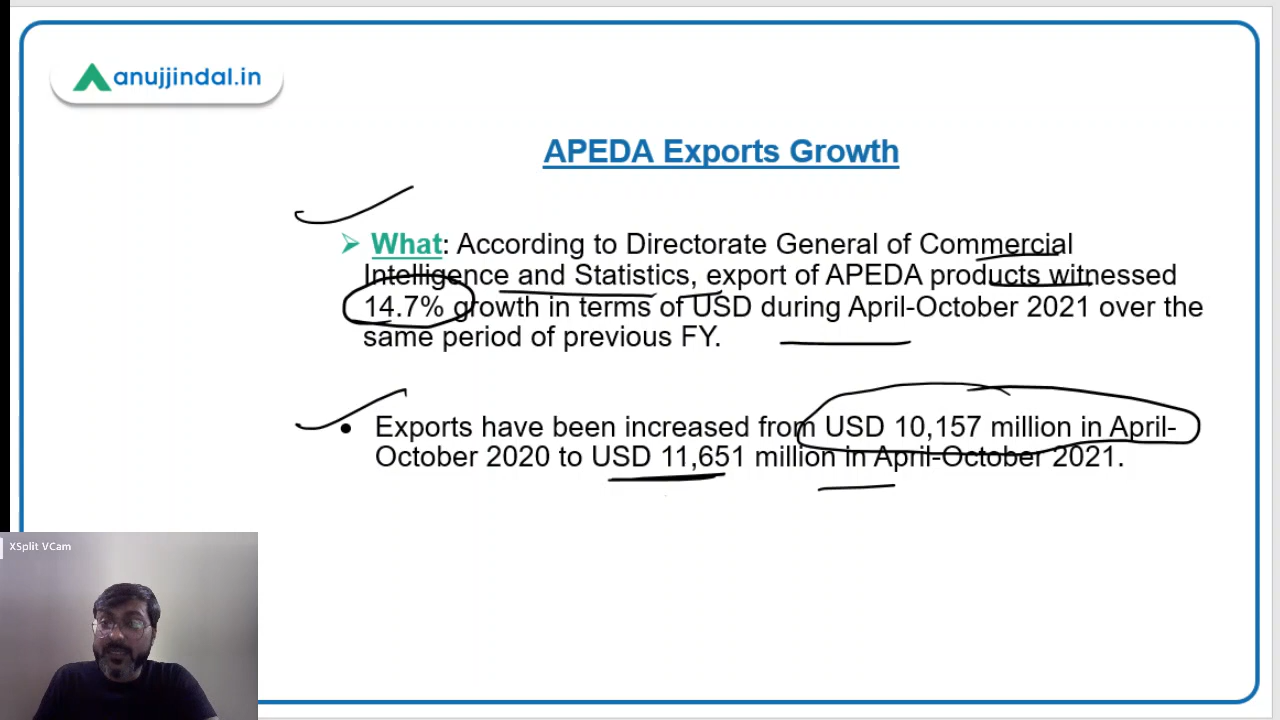 anujjindal.in
APEDA Exports Growth
➢ What: According to Directorate General of Commercial
Intelligence and Statistics, export of APEDA products witnessed
14.7% growth in terms of USD during April-October 2021 over the
same period of previous FY.
• Exports have been increased from USD 10,157 million in April-
October 2020 to USD 11,651 million in April-October 2021.
XSplit VCam